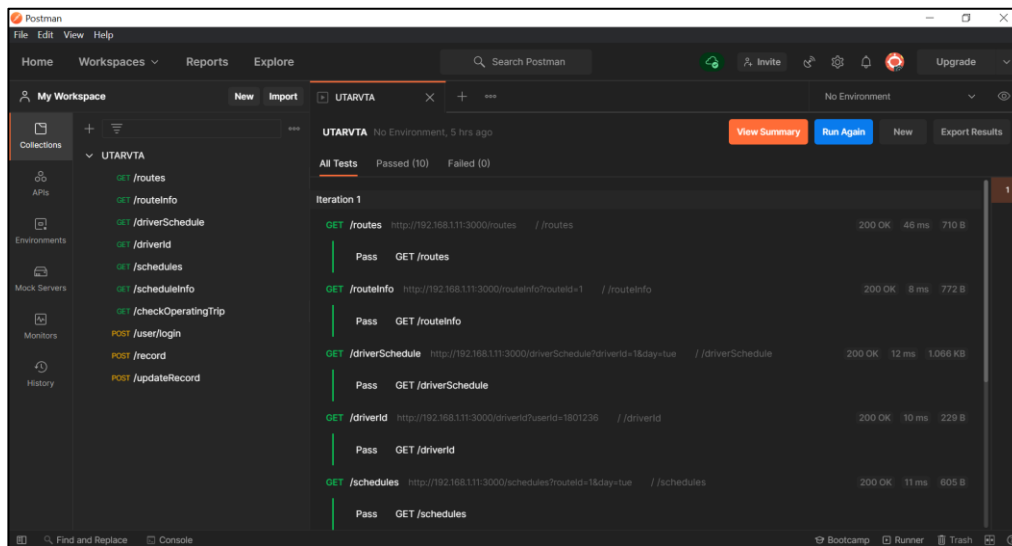 Postman
File Edit View Help
Home Workspaces Reports Explore Search Postman Invite Upgrade
My Workspace New Import UTARVTA No Environment
Collections
APIs
Environments
Mock Servers
Monitors
History
UTARVTA
GET /routes
GET /routeInfo
GET /driverSchedule
GET /driverId
GET /schedules
GET /scheduleInfo
GET /checkOperatingTrip
POST /user/login
POST /record
POST /updateRecord
UTARVTA No Environment, 5 hrs ago View Summary Run Again New Export Results
All Tests Passed (10) Failed (0)
Iteration 1
1
GET /routes http://192.168.1.11:3000/routes / /routes 200 OK 46 ms 710 B
Pass GET /routes
GET /routeInfo http://192.168.1.11:3000/routeInfo?routeId=1 / /routeInfo 200 OK 8 ms 772 B
Pass GET /routeInfo
GET /driverSchedule http://192.168.1.11:3000/driverSchedule?driverId=1&day=tue / /driverSchedule 200 OK 12 ms 1.066 KB
Pass GET /driverSchedule
GET /driverId http://192.168.1.11:3000/driverId?userId=1801236 / /driverId 200 OK 10 ms 229 B
Pass GET /driverId
GET /schedules http://192.168.1.11:3000/schedules?routeId=1&day=tue / /schedules 200 OK 11 ms 605 B
Pass GET /schedules
Find and Replace Console Bootcamp Runner Trash